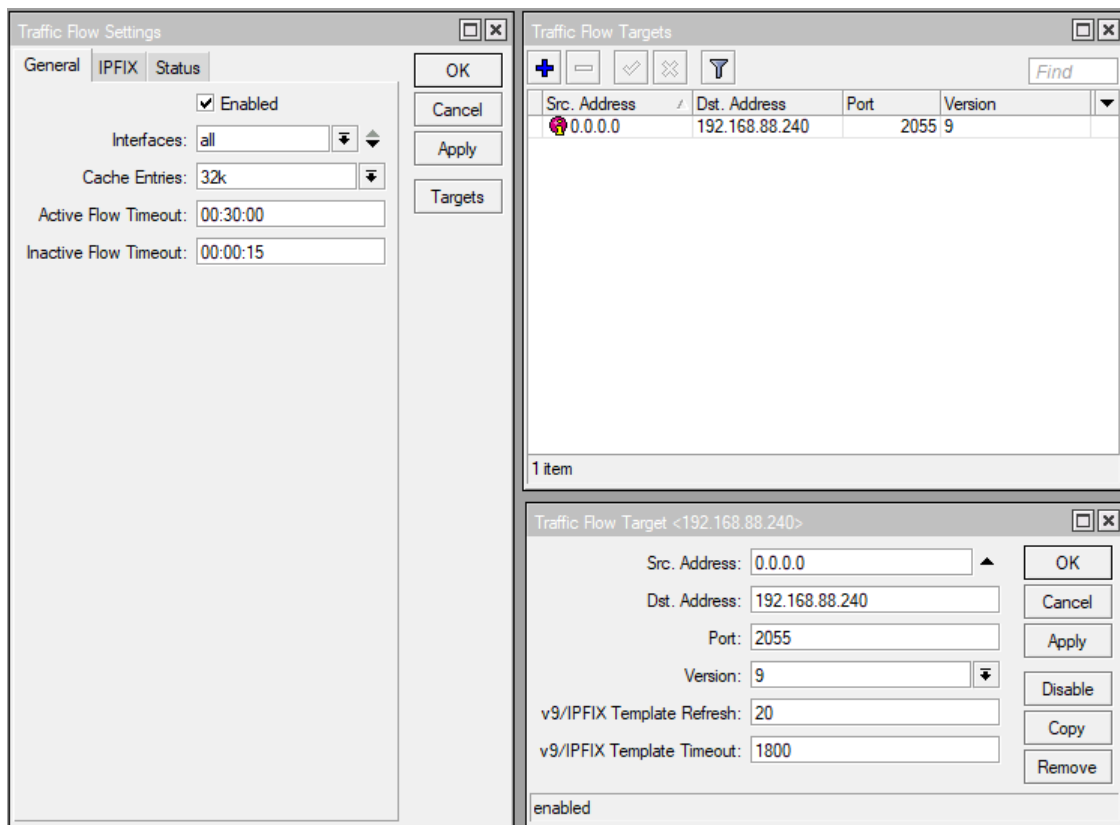 Traffic Flow Settings
General IPFIX Status
Enabled
Interfaces: all
Cache Entries: 32k
Active Flow Timeout: 00:30:00
Inactive Flow Timeout: 00:00:15
OK
Cancel
Apply
Targets
Traffic Flow Targets
Find
Src. Address Dst. Address Port Version
0.0.0.0 192.168.88.240 2055 9
1 item
Traffic Flow Target <192.168.88.240>
Src. Address: 0.0.0.0
Dst. Address: 192.168.88.240
Port: 2055
Version: 9
v9/IPFIX Template Refresh: 20
v9/IPFIX Template Timeout: 1800
OK
Cancel
Apply
Disable
Copy
Remove
enabled